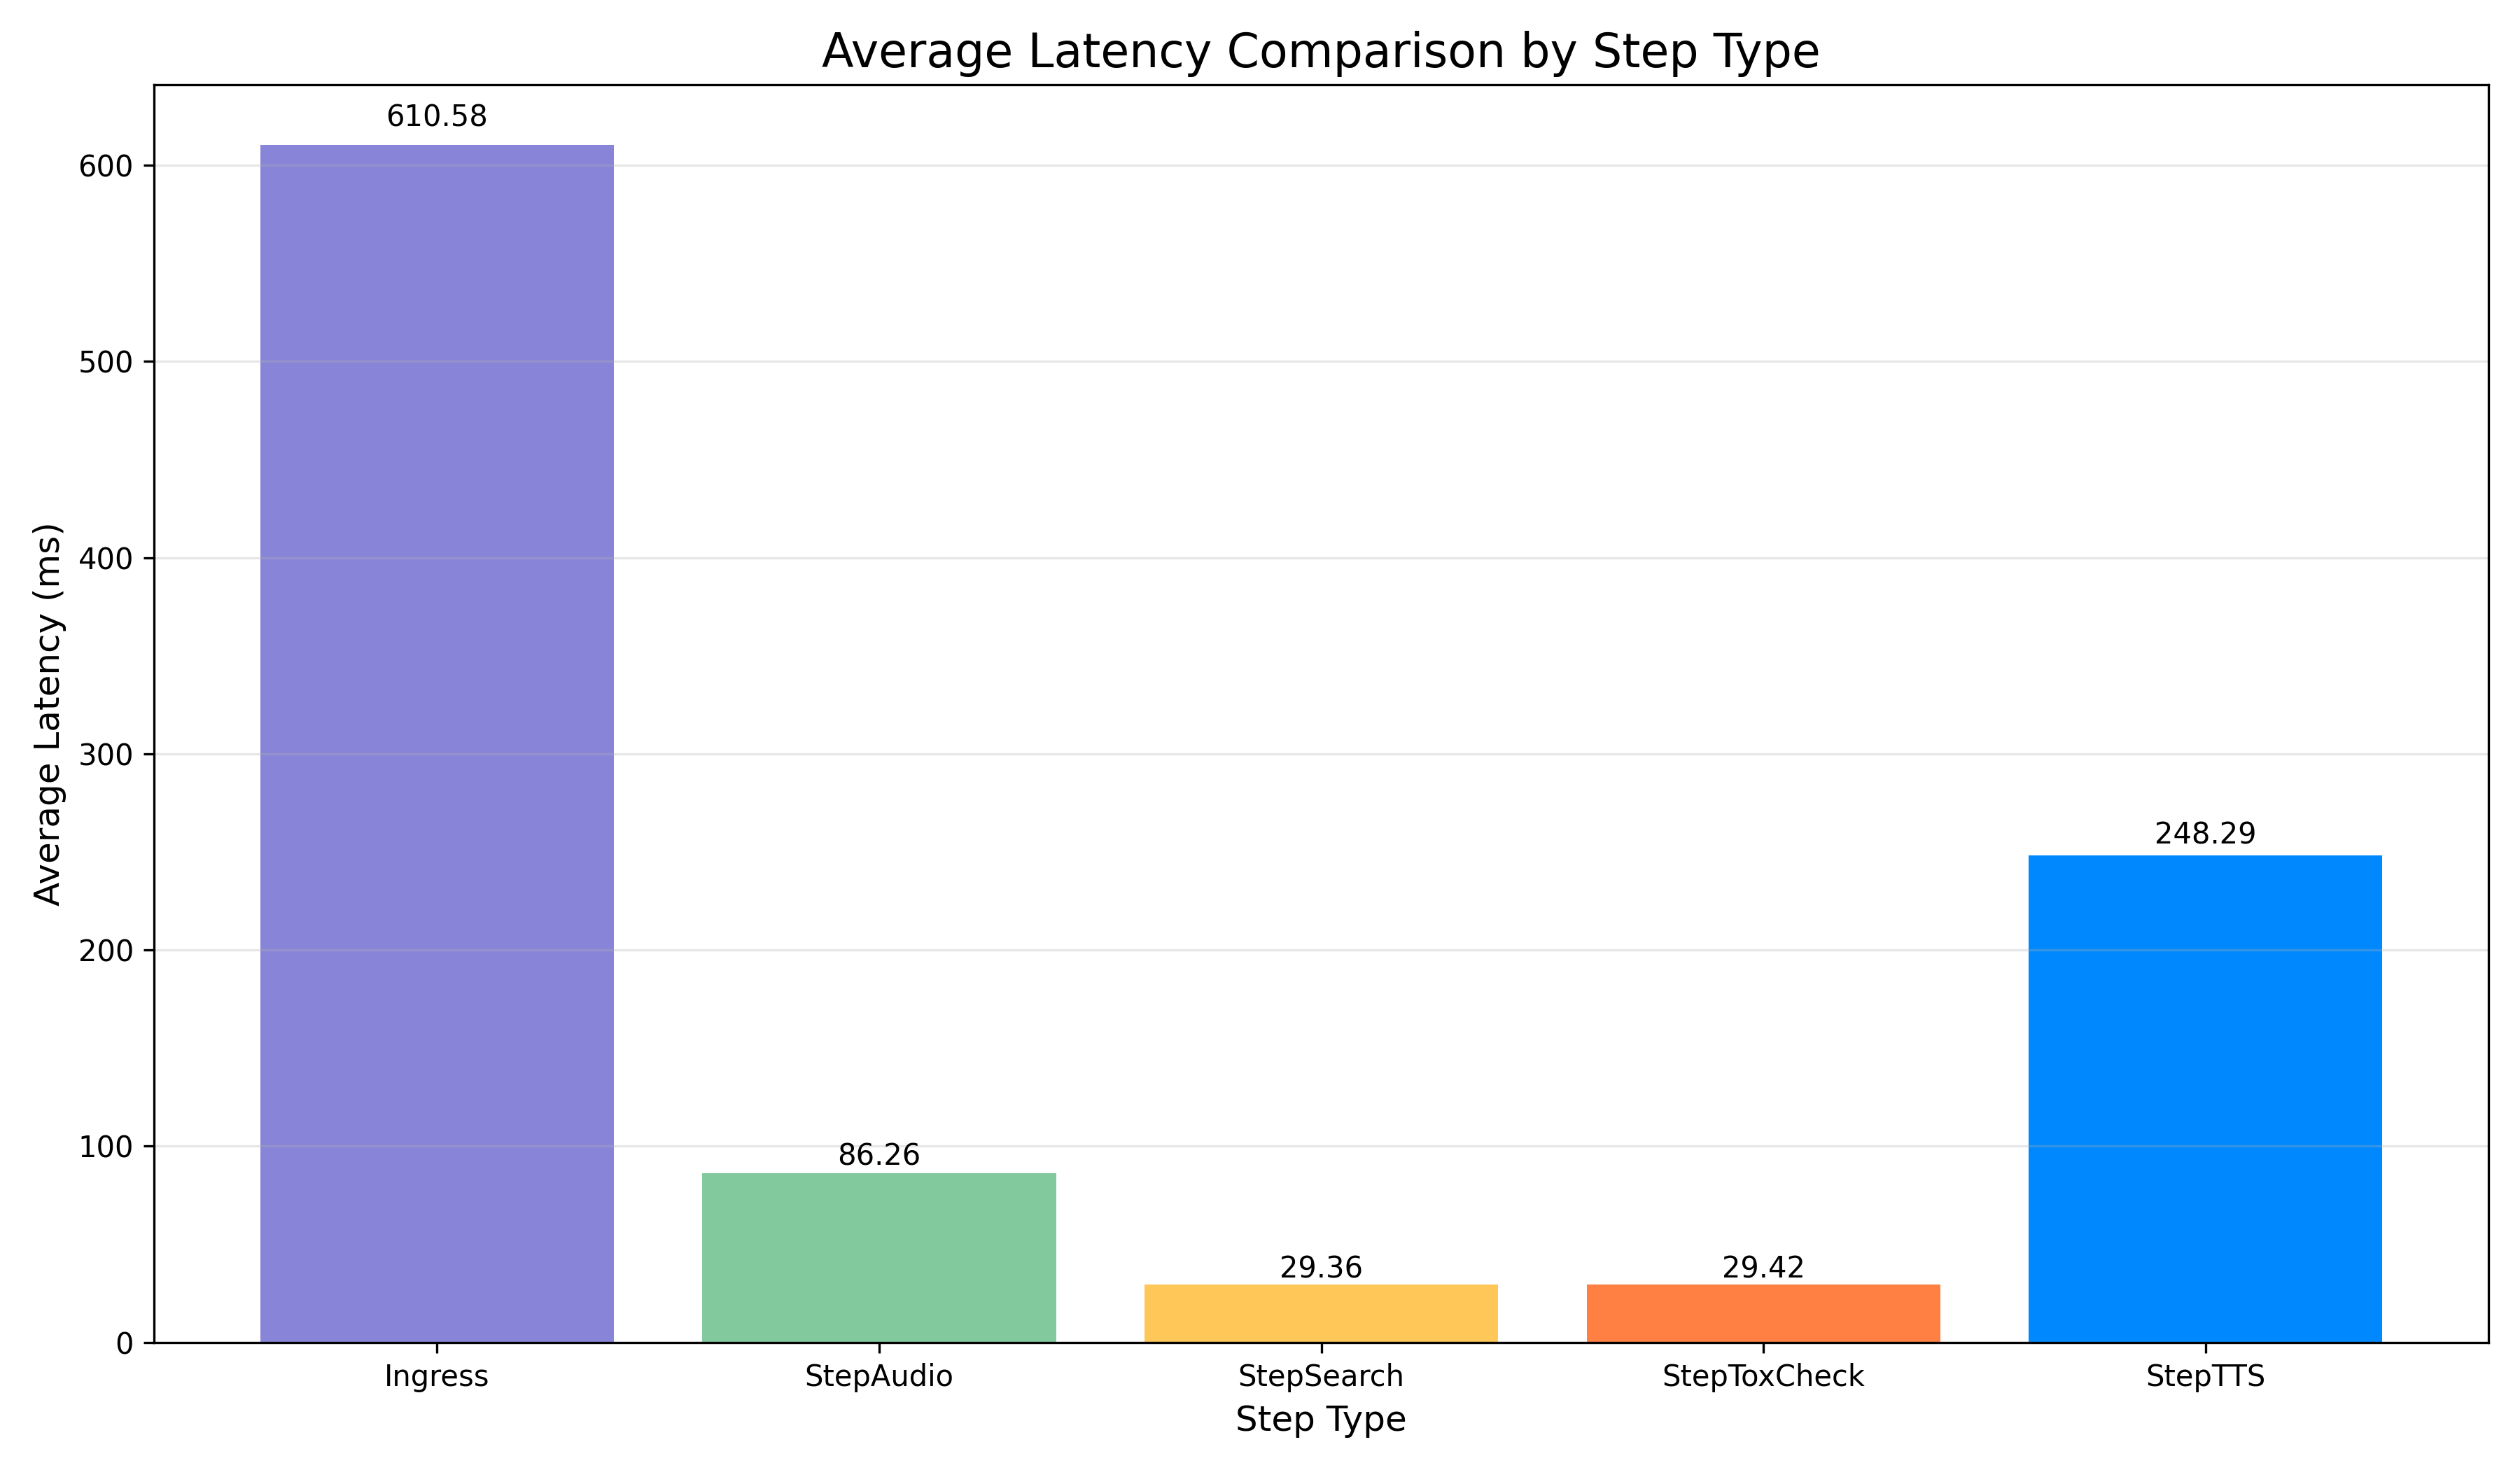 Average Latency Comparison by Step Type
610.58
600
500
400
300
248.29
200
100
86.26
29.36
29.42
0
Average Latency (ms)
Ingress
StepAudio
StepSearch
StepToxCheck
StepTTS
Step Type